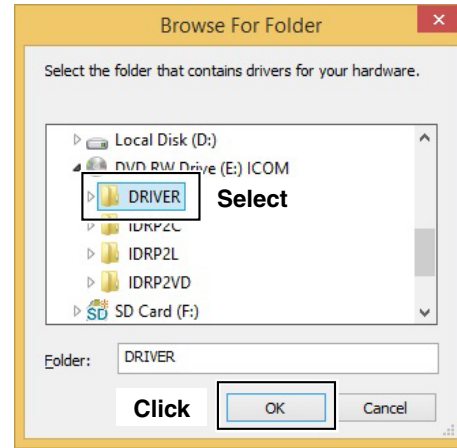 Browse For Folder
Select the folder that contains drivers for your hardware.
Local Disk (D:)
DVD RW Drive (E:) ICOM
DRIVER Select
IDRP2C
IDRP2L
IDRP2VD
SD SD Card (F:)
Folder: DRIVER
Click OK Cancel